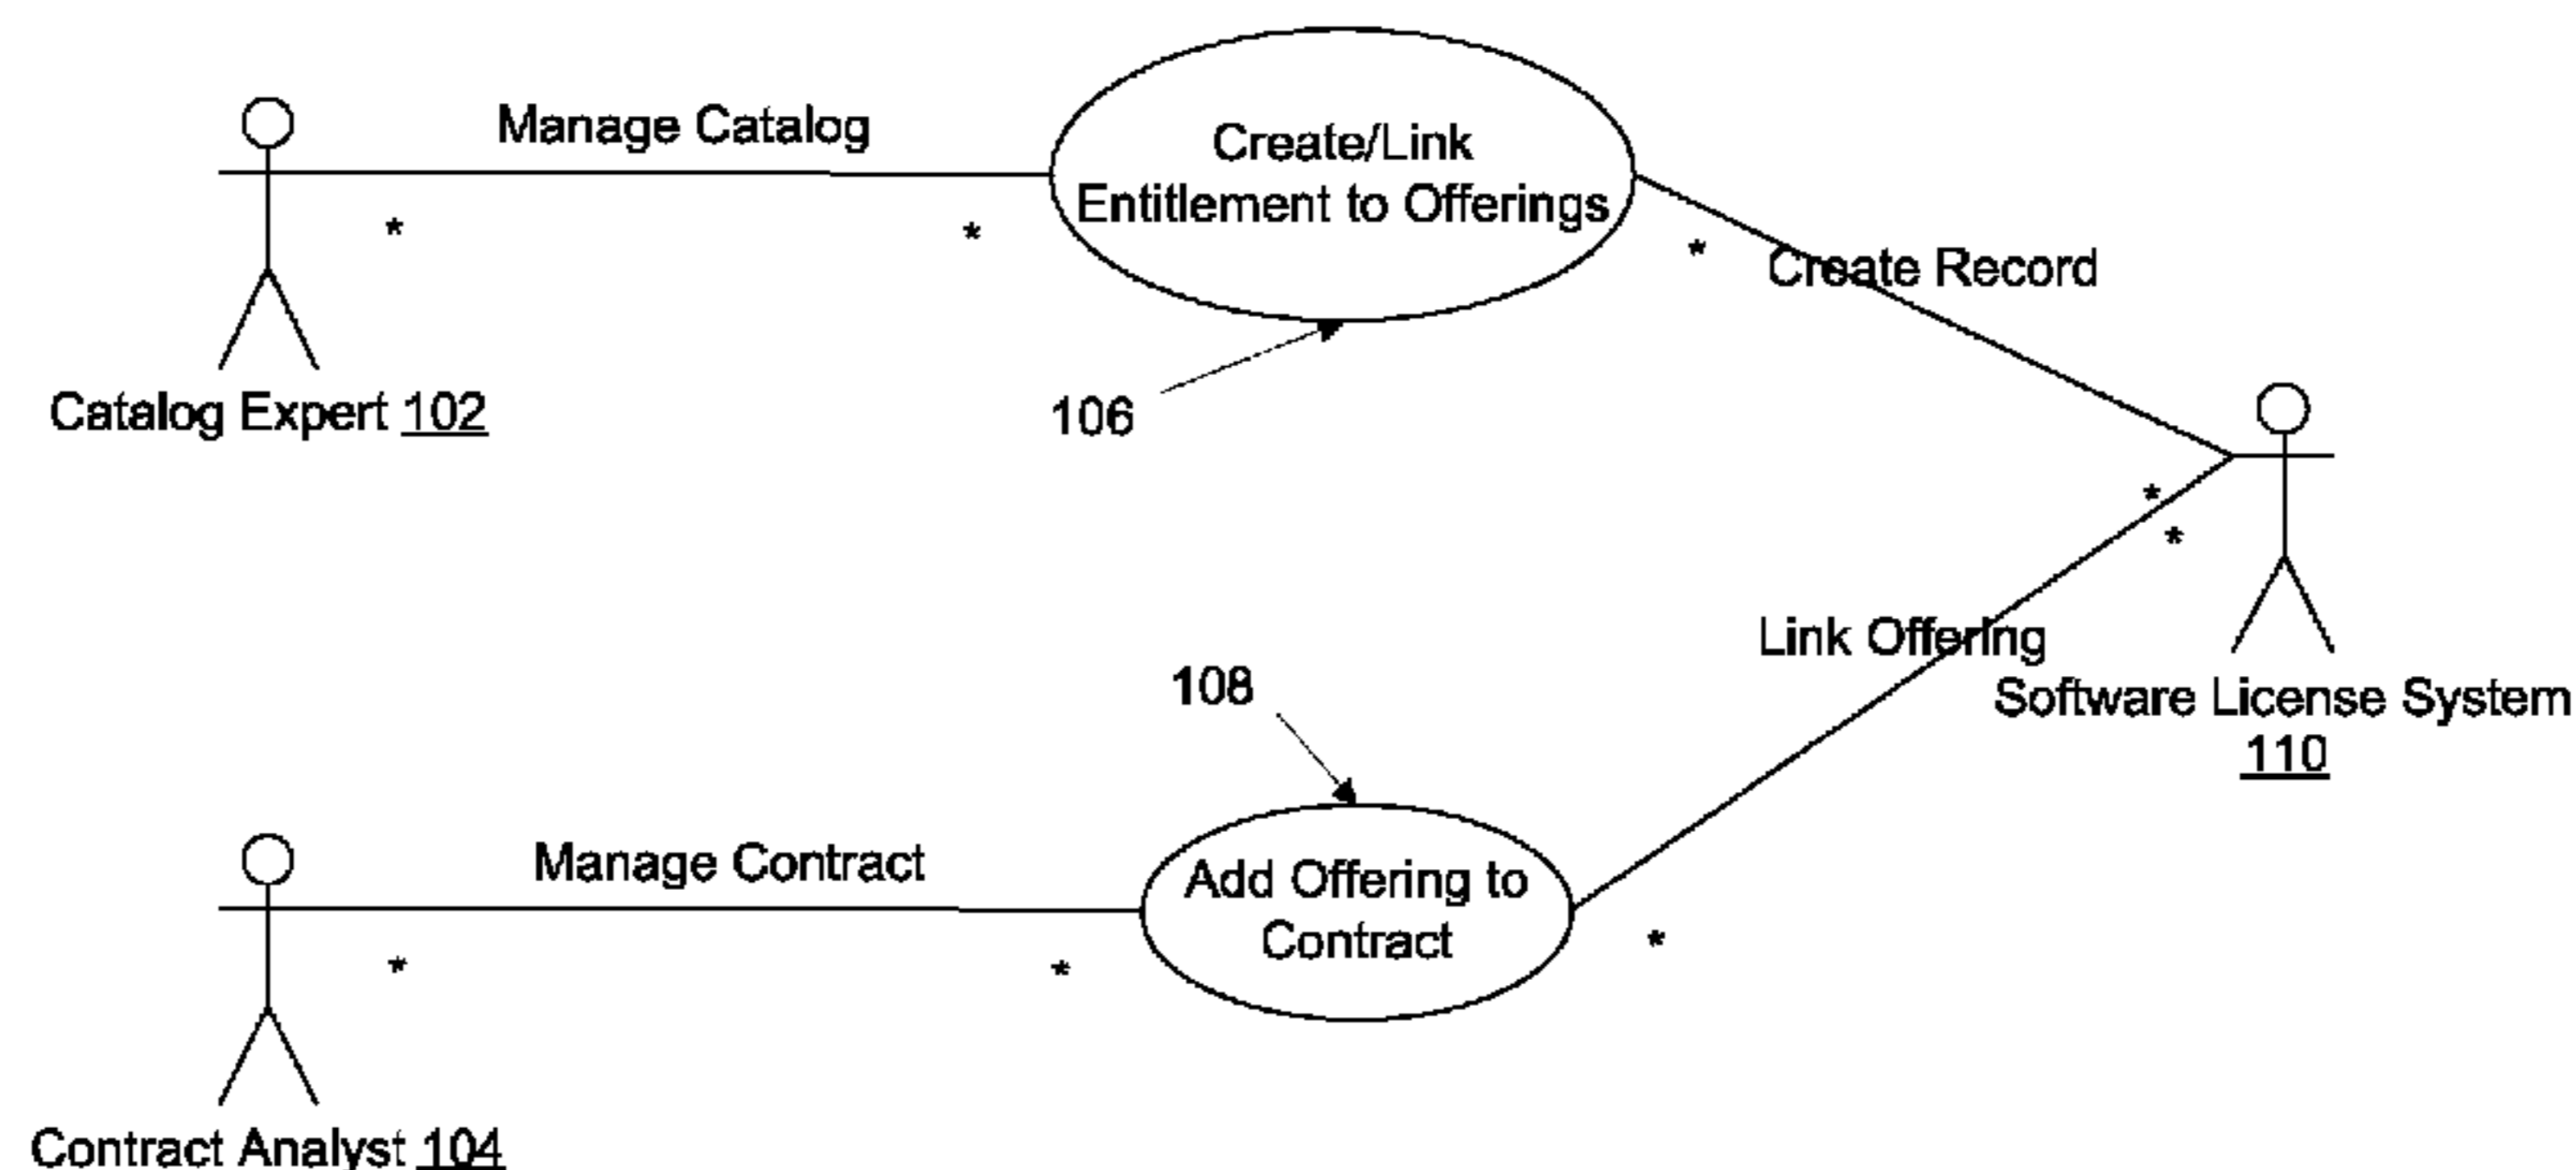 Manage Catalog
Create/Link
Entitlement to Offerings
*
*
*
Create Record
Catalog Expert 102
106
*
*
Link Offering
Software License System
110
108
Manage Contract
Add Offering to
Contract
*
*
*
Contract Analyst 104